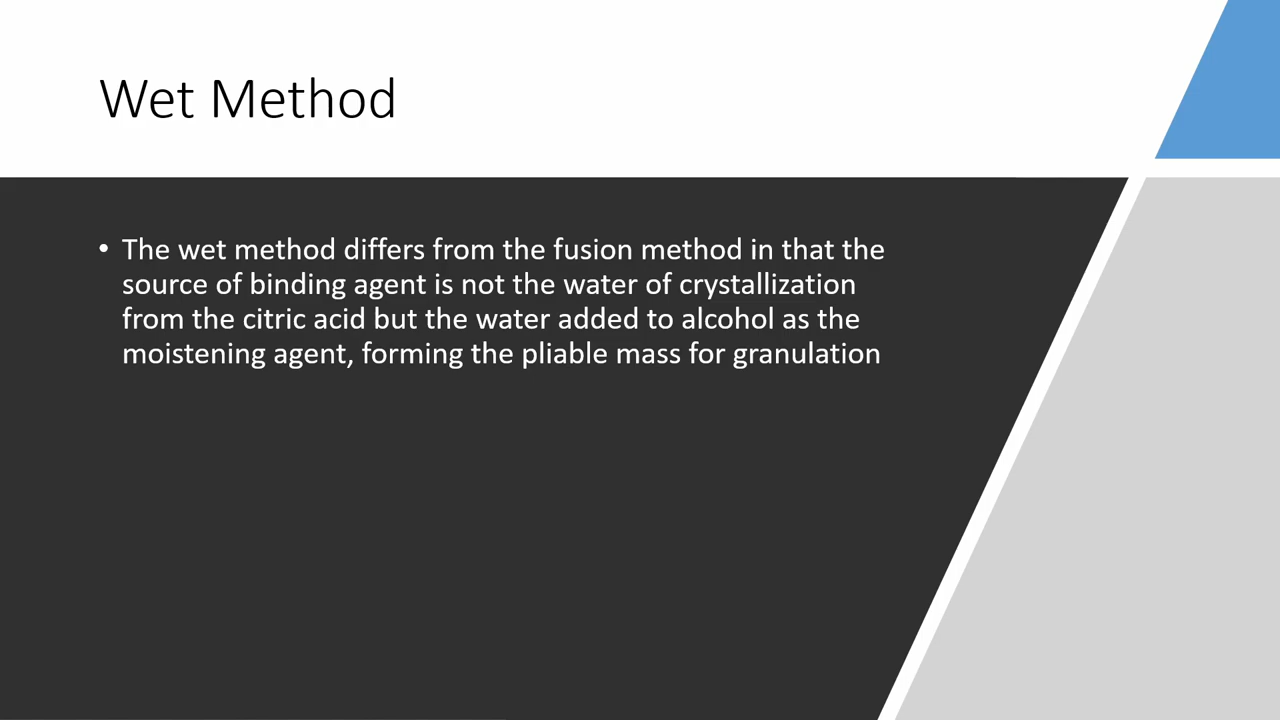 Wet Method
• The wet method differs from the fusion method in that the
source of binding agent is not the water of crystallization
from the citric acid but the water added to alcohol as the
moistening agent, forming the pliable mass for granulation